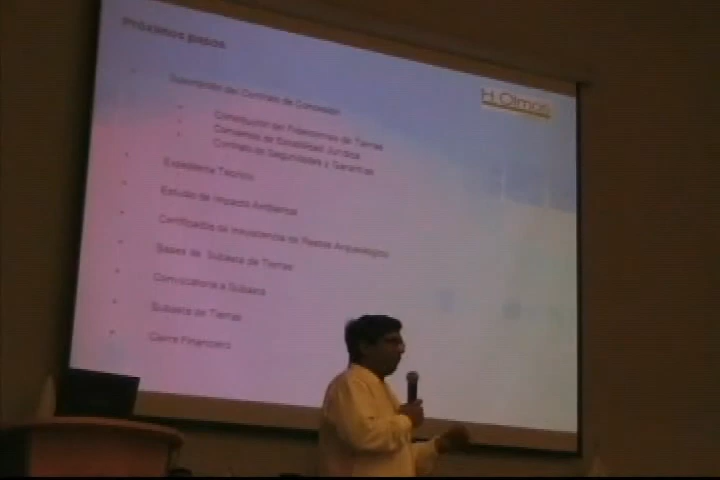 Próximos pasos
H. Olmos
Suscripción del Contrato de Concesión
Constitución del Fideicomiso de Tierras
Convenios de Estabilidad Jurídica
Contrato de Seguridades y Garantías
Expediente Técnico
Estudio de Impacto Ambiental
Certificados de Inexistencia de Restos Arqueológicos
Bases de Subasta de Tierras
Convocatoria a Subasta
Subasta de Tierras
Cierre Financiero